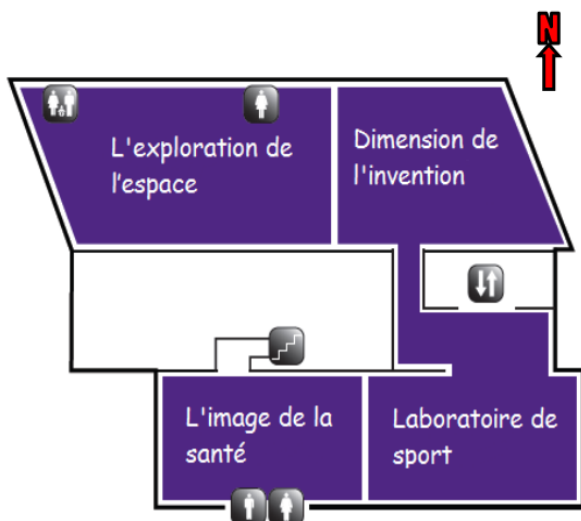 N
L'exploration de
l'espace
Dimension de
l'invention
L'image de la
santé
Laboratoire de
sport